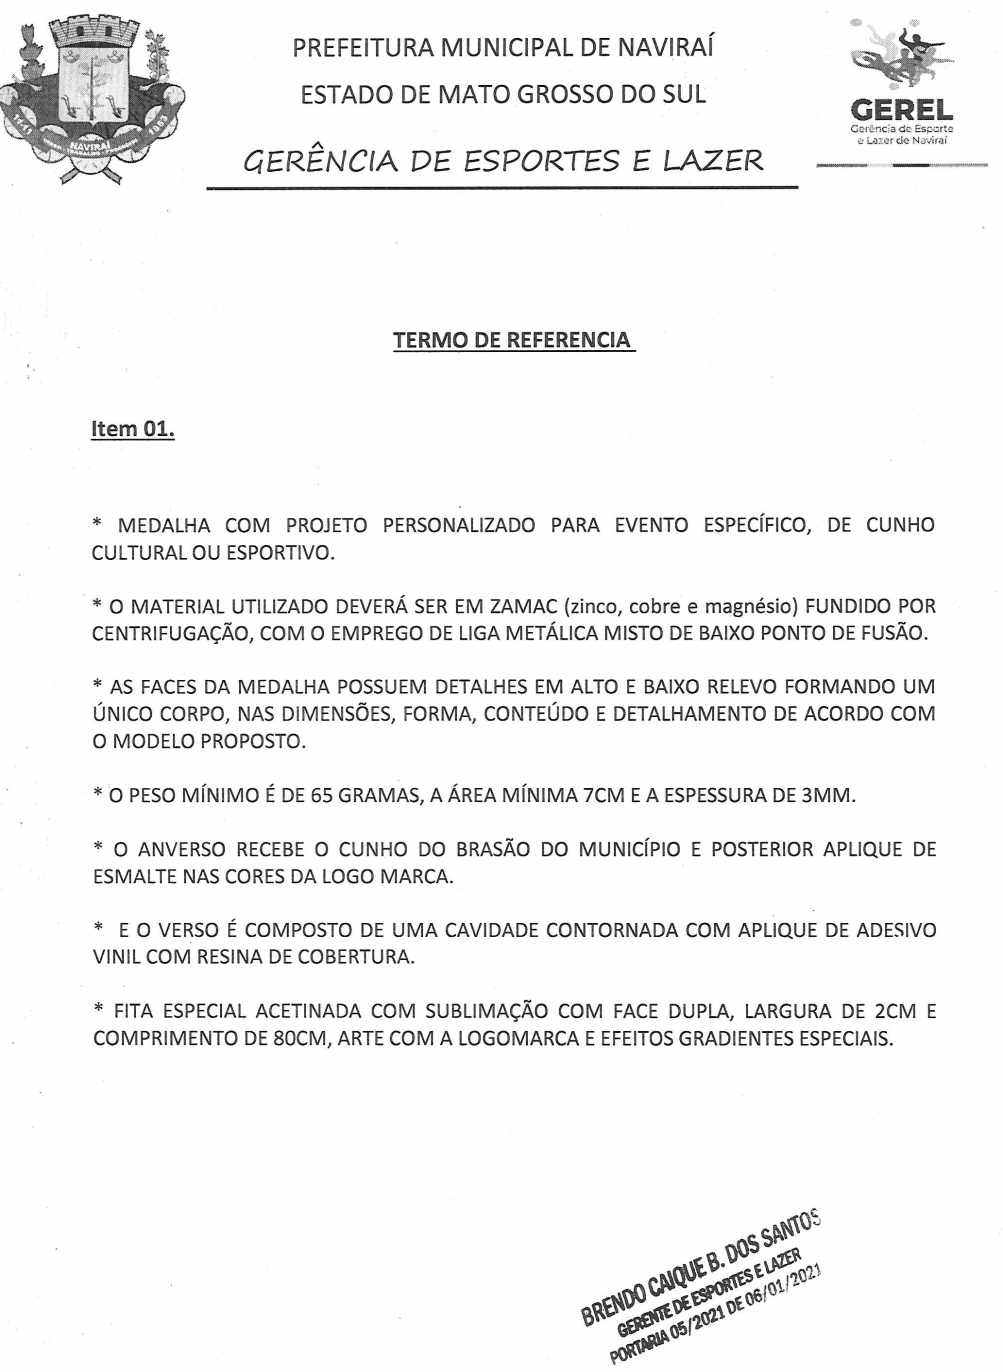 PREFEITURA MUNICIPAL DE NAVIRAÍ
ESTADO DE MATO GROSSO DO SUL
GERÊNCIA DE ESPORTES E LAZER
NAVIRAÍ
GEREL
Gerência de Esporte
e Lazer de Naviraí
TERMO DE REFERENCIA
Item 01.
* MEDALHA COM PROJETO PERSONALIZADO PARA EVENTO ESPECÍFICO, DE CUNHO
CULTURAL OU ESPORTIVO.
* O MATERIAL UTILIZADO DEVERÁ SER EM ZAMAC (zinco, cobre e magnésio) FUNDIDO POR
CENTRIFUGAÇÃO, COM O EMPREGO DE LIGA METÁLICA MISTO DE BAIXO PONTO DE FUSÃO.
* AS FACES DA MEDALHA POSSUEM DETALHES EM ALTO E BAIXO RELEVO FORMANDO UM
ÚNICO CORPO, NAS DIMENSÕES, FORMA, CONTEÚDO E DETALHAMENTO DE ACORDO COM
O MODELO PROPOSTO.
* O PESO MÍNIMO É DE 65 GRAMAS, A ÁREA MÍNIMA 7CM E A ESPESSURA DE 3MM.
* O ANVERSO RECEBE O CUNHO DO BRASÃO DO MUNICÍPIO E POSTERIOR APLIQUE DE
ESMALTE NAS CORES DA LOGO MARCA.
* E O VERSO É COMPOSTO DE UMA CAVIDADE CONTORNADA COM APLIQUE DE ADESIVO
VINIL COM RESINA DE COBERTURA.
* FITA ESPECIAL ACETINADA COM SUBLIMAÇÃO COM FACE DUPLA, LARGURA DE 2CM E
COMPRIMENTO DE 80CM, ARTE COM A LOGOMARCA E EFEITOS GRADIENTES ESPECIAIS.
BRENDO CAIQUE B. DOS SANTOS
GERENTE DE ESPORTES E LAZER
PORTARIA 05/2021 DE 06/01/2021